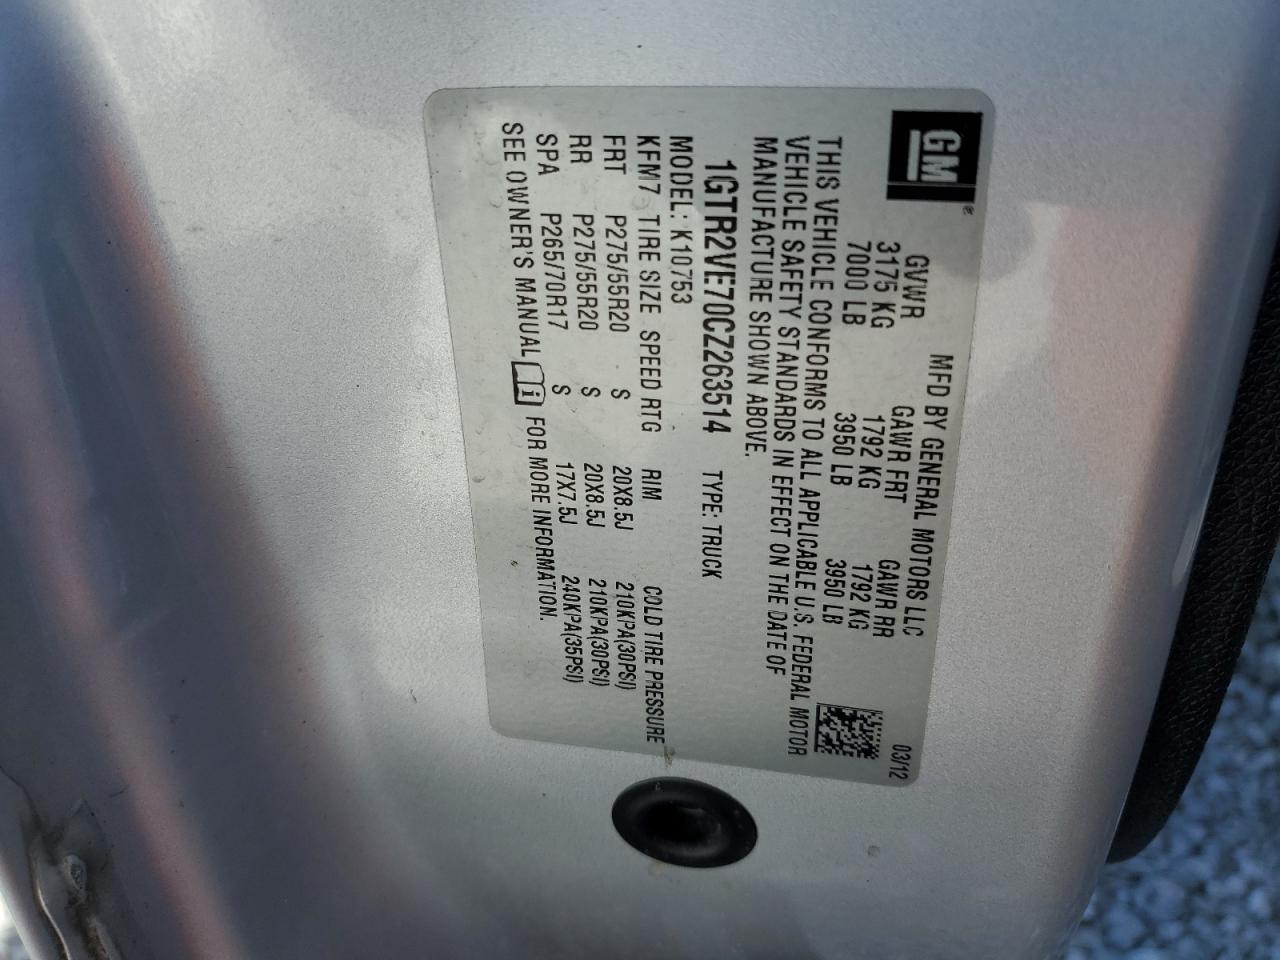 GM
MFD BY GENERAL MOTORS LLC 03/12
GVWR GAWR FRT GAWR RR
3175 KG 1792 KG 1792 KG
7000 LB 3950 LB 3950 LB
THIS VEHICLE CONFORMS TO ALL APPLICABLE U.S. FEDERAL MOTOR
VEHICLE SAFETY STANDARDS IN EFFECT ON THE DATE OF
MANUFACTURE SHOWN ABOVE.
1GTR2VE70CZ263514 TYPE: TRUCK
MODEL: K10753
KFM7 TIRE SIZE SPEED RTG RIM COLD TIRE PRESSURE
FRT P275/55R20 S 20X8.5J 210KPA(30PSI)
RR P275/55R20 S 20X8.5J 210KPA(30PSI)
SPA P265/70R17 S 17X7.5J 240KPA(35PSI)
SEE OWNER'S MANUAL i FOR MORE INFORMATION.